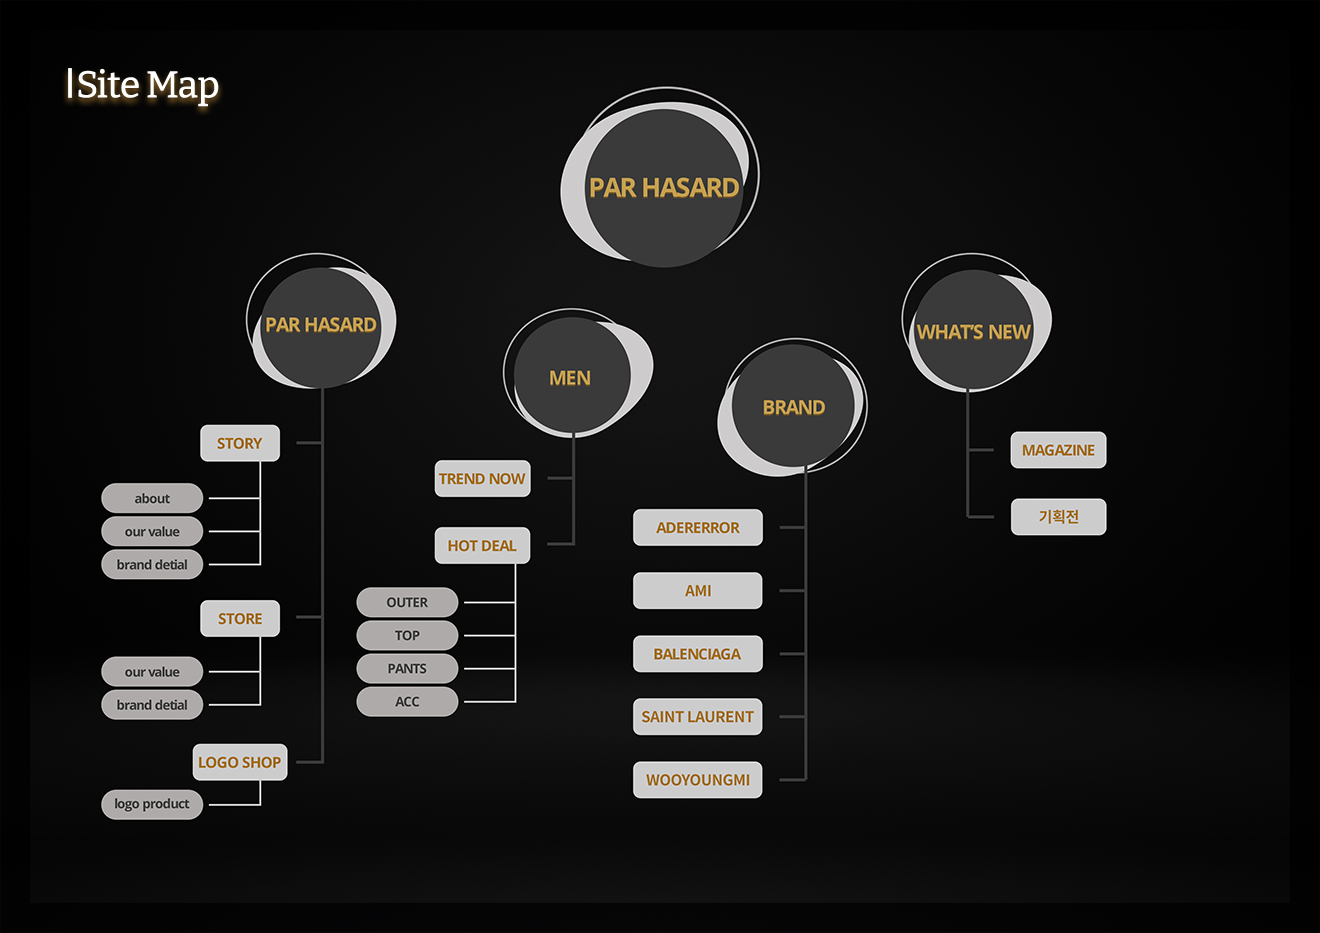 Site Map
PAR HASARD
PAR HASARD
STORY
about
our value
brand detial
STORE
our value
brand detial
LOGO SHOP
logo product
MEN
TREND NOW
HOT DEAL
OUTER
TOP
PANTS
ACC
BRAND
ADERERROR
AMI
BALENCIAGA
SAINT LAURENT
WOOYOUNGMI
WHAT'S NEW
MAGAZINE
기획전